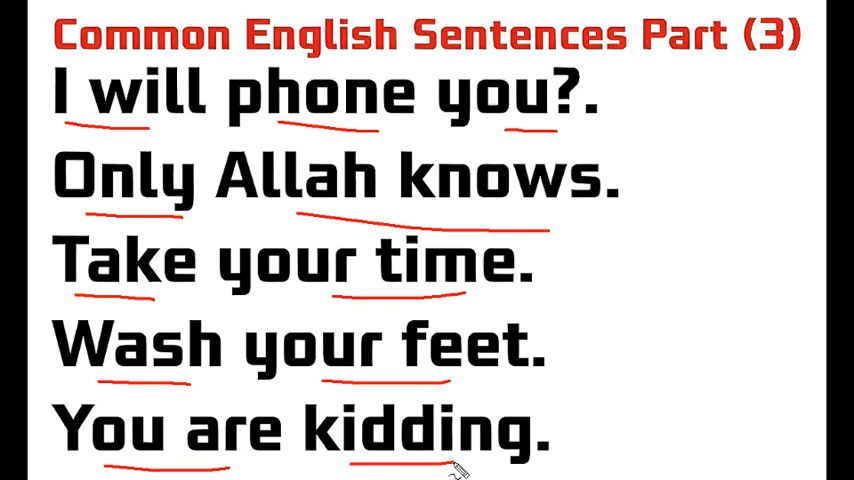 Common English Sentences Part (3)
I will phone you?.
Only Allah knows.
Take your time.
Wash your feet.
You are kidding.